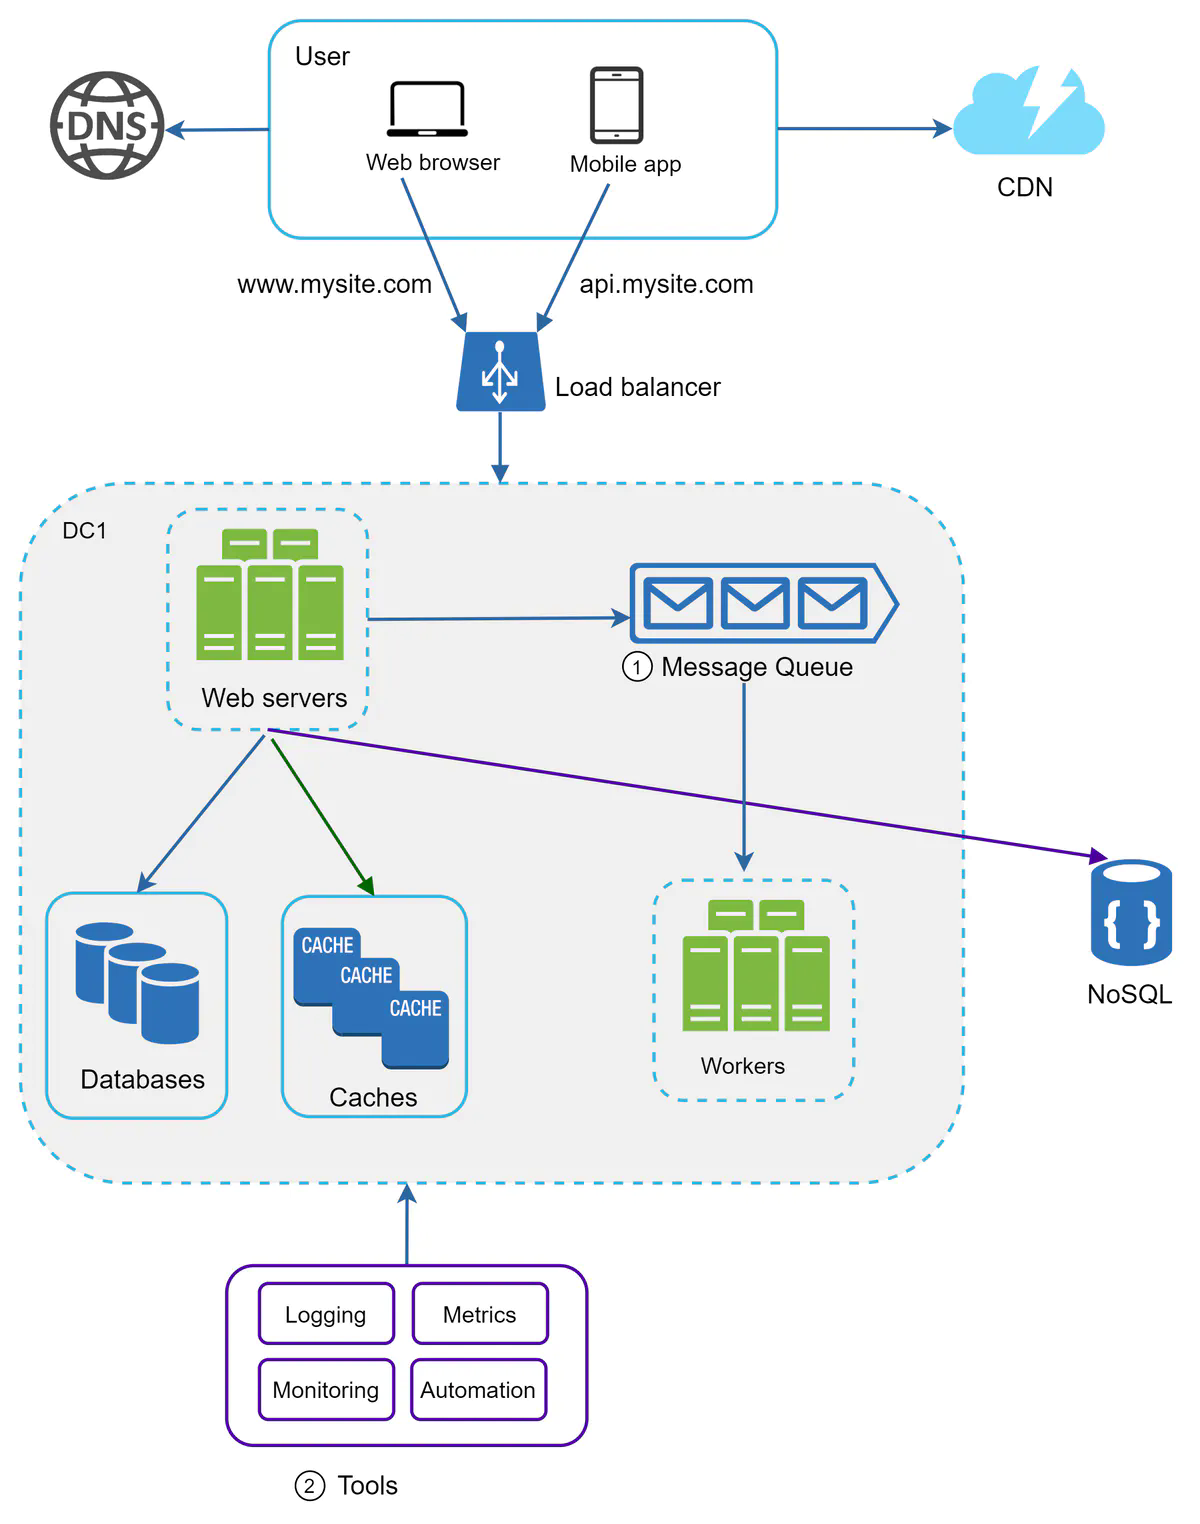 User
DNS
Web browser
Mobile app
CDN
www.mysite.com
api.mysite.com
Load balancer
DC1
Web servers
1 Message Queue
CACHE
CACHE
CACHE
Databases
Caches
Workers
{ }
NoSQL
Logging
Metrics
Monitoring
Automation
2 Tools